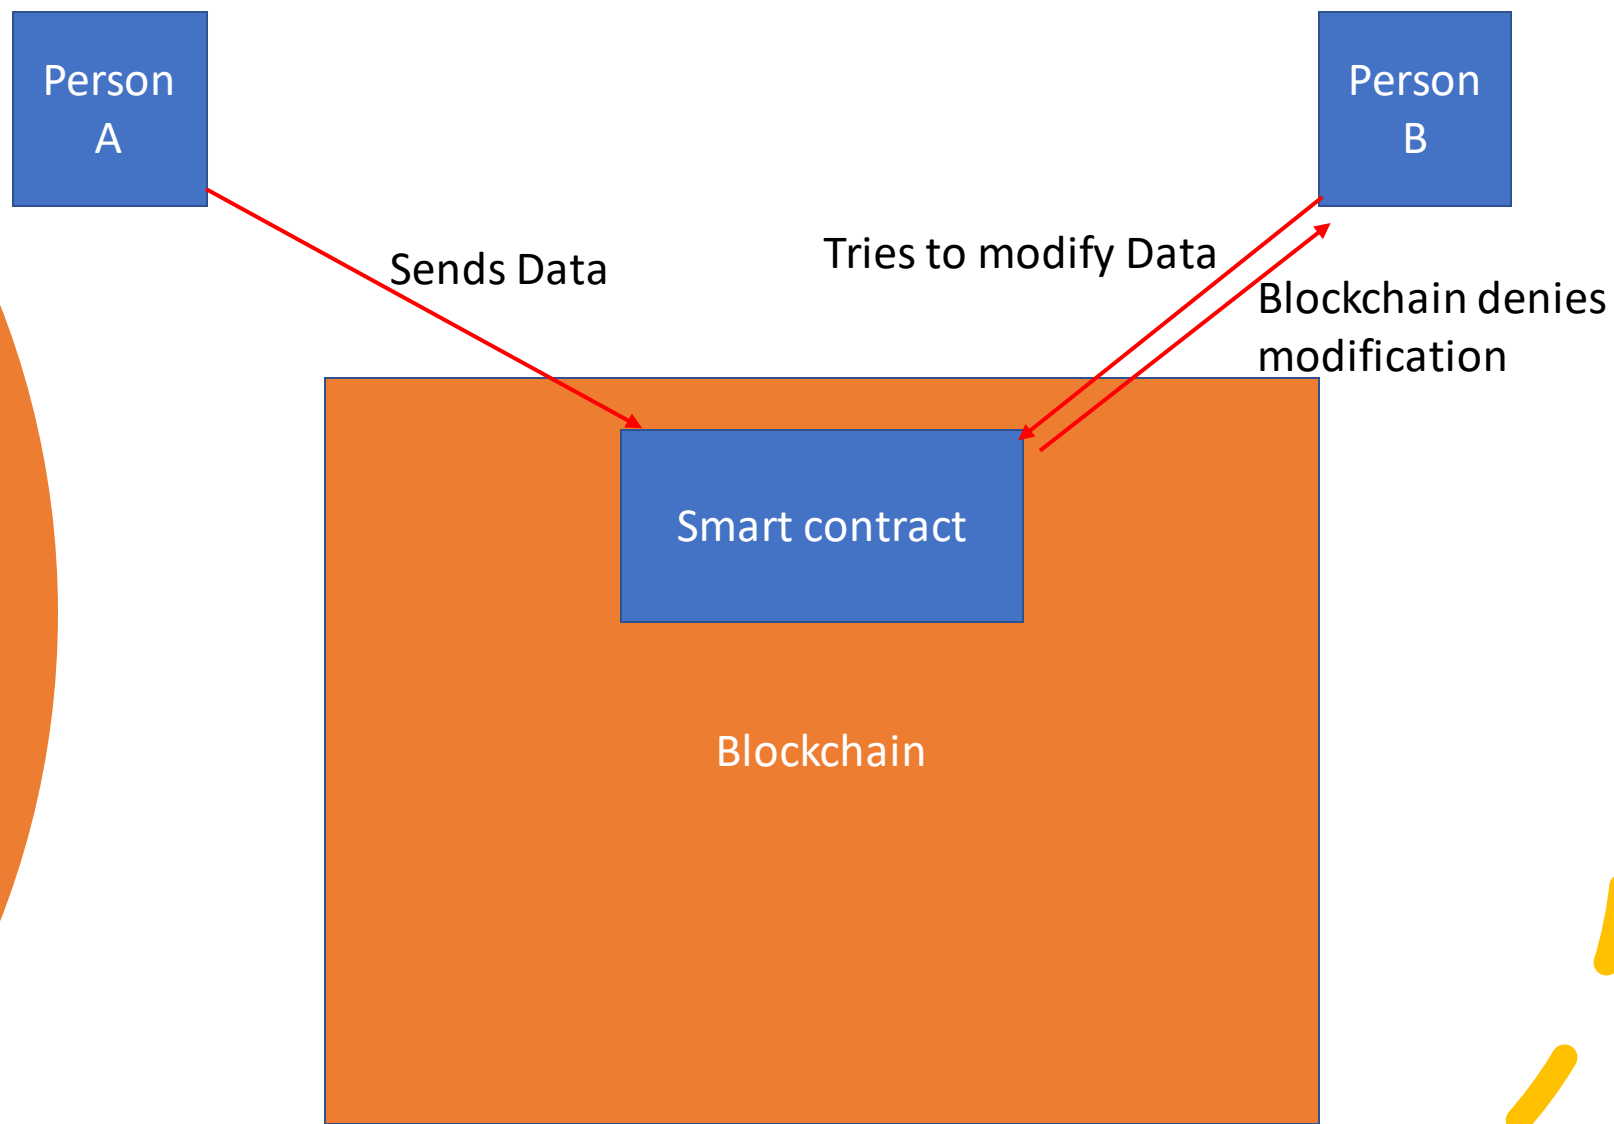 Person
A
Person
B
Sends Data
Tries to modify Data
Blockchain denies
modification
Smart contract
Blockchain